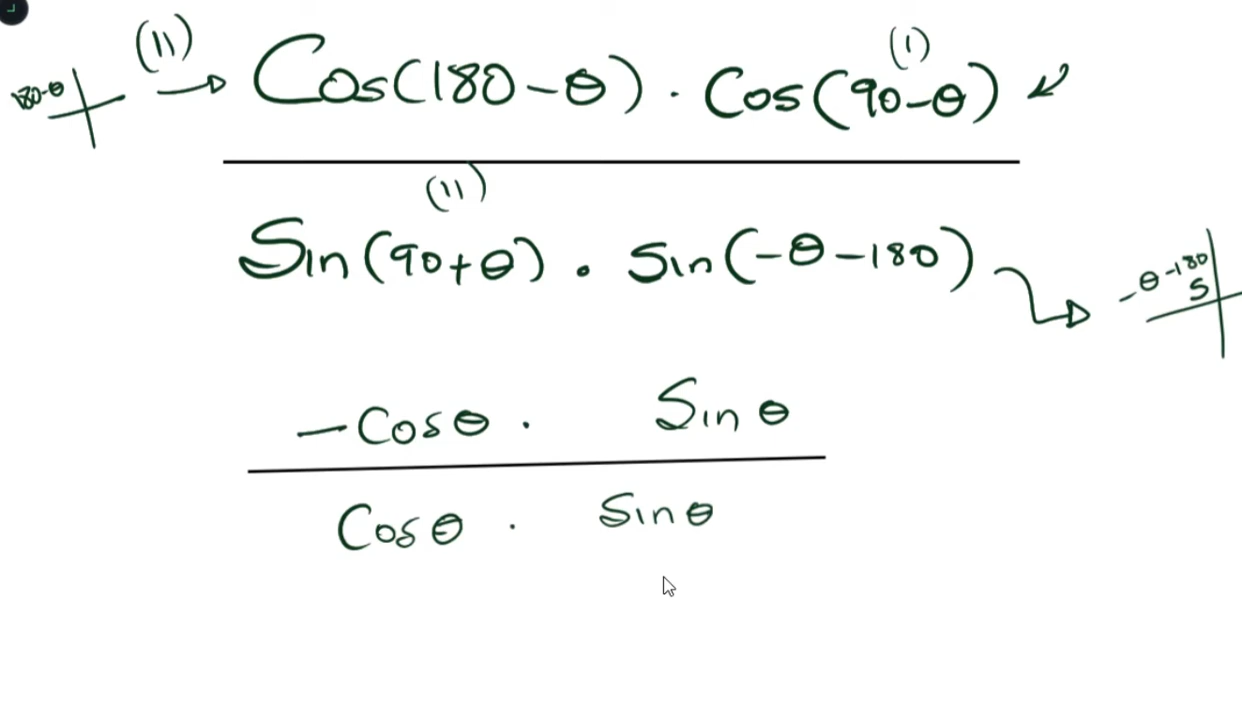 (11) (1)
180-θ → Cos(180-θ) · Cos(90-θ) ↙
(11)
Sin(90+θ) · Sin(-θ-180) → -θ-180
S
-Cosθ · Sinθ
Cosθ · Sinθ